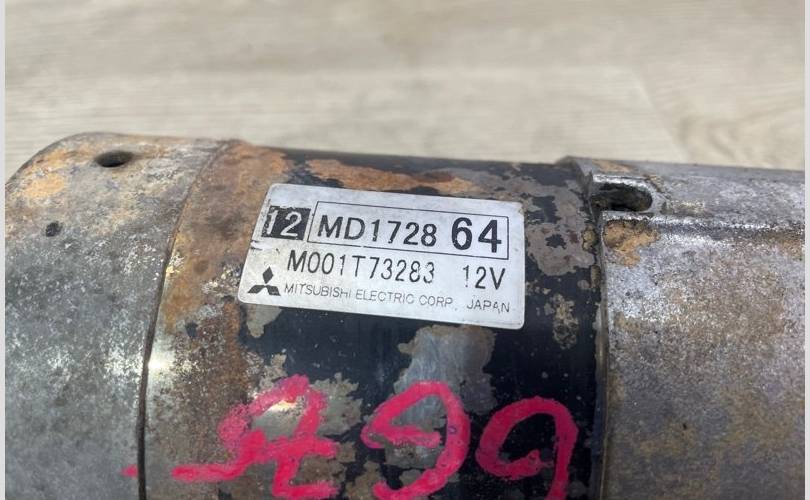 12 MD1728 64
M001T73283 12V
MITSUBISHI ELECTRIC CORP. JAPAN